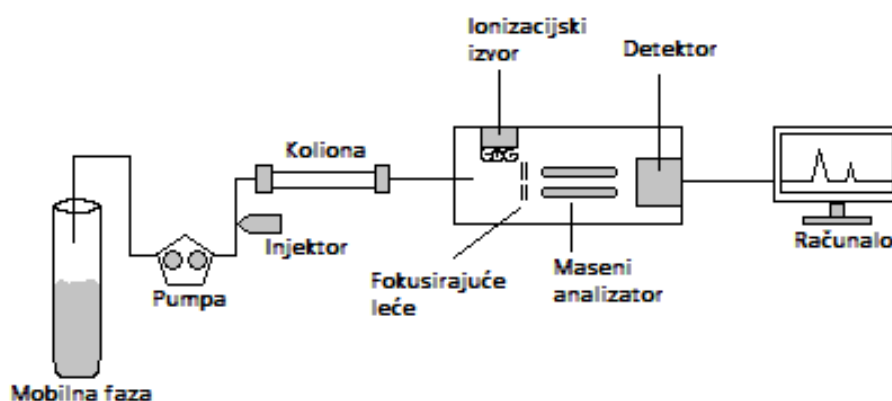 Ionizacijski
izvor
Detektor
Koliona
Injektor
Pumpa
Mobilna faza
Fokusirajuće
leće
Maseni
analizator
Računalo